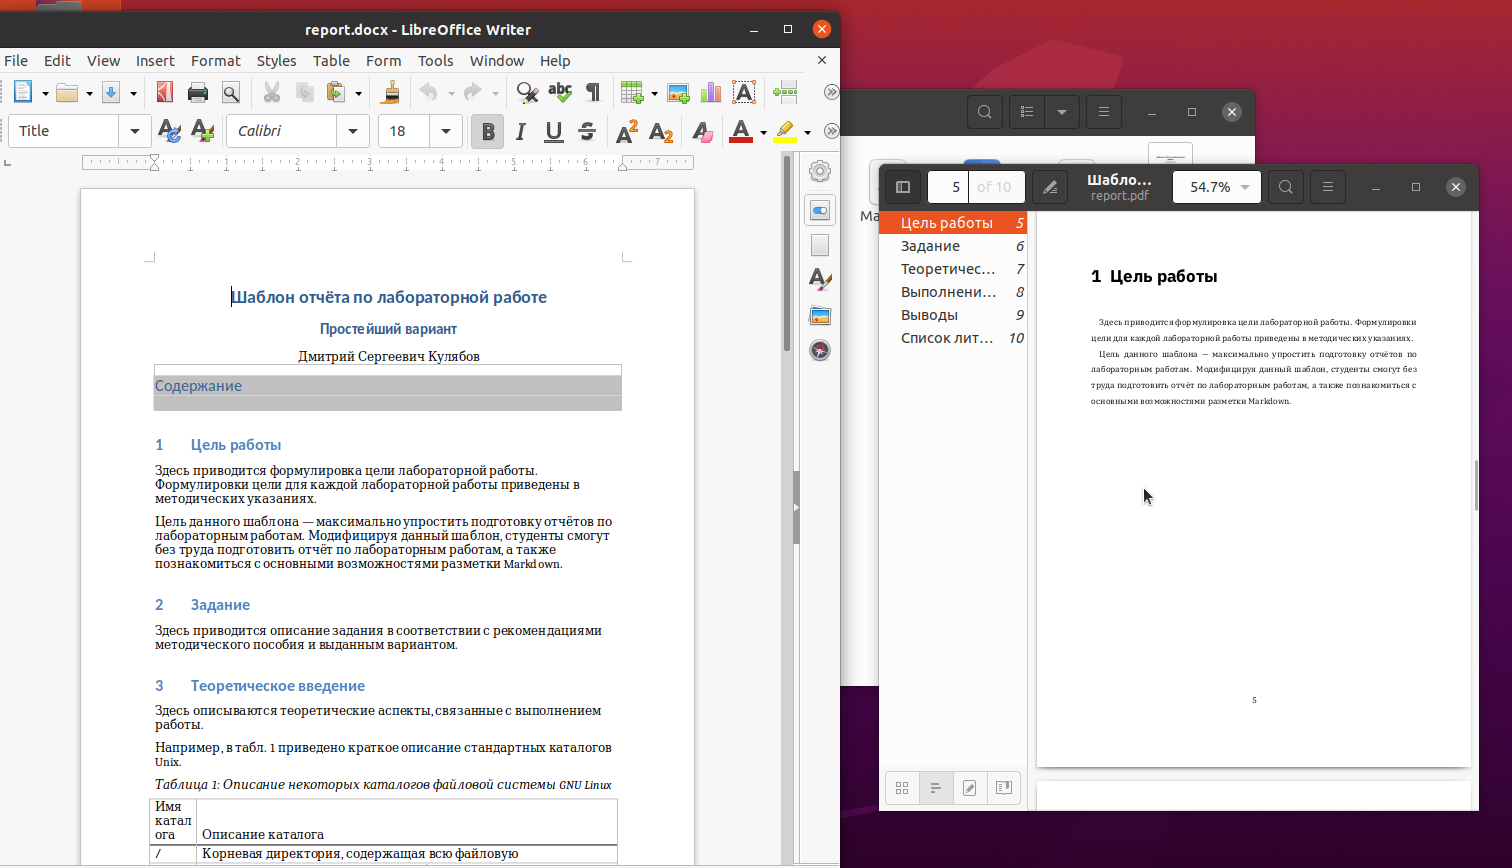 report.docx - LibreOffice Writer
File Edit View Insert Format Styles Table Form Tools Window Help
Title
Calibri
18
1 2 3 4 5 6 7
Шаблон отчёта по лабораторной работе
Простейший вариант
Дмитрий Сергеевич Кулябов
Содержание
1 Цель работы
Здесь приводится формулировка цели лабораторной работы.
Формулировки цели для каждой лабораторной работы приведены в
методических указаниях.
Цель данного шаблона — максимально упростить подготовку отчётов по
лабораторным работам. Модифицируя данный шаблон, студенты смогут
без труда подготовить отчёт по лабораторным работам, а также
познакомиться с основными возможностями разметки Markdown.
2 Задание
Здесь приводится описание задания в соответствии с рекомендациями
методического пособия и выданным вариантом.
3 Теоретическое введение
Здесь описываются теоретические аспекты, связанные с выполнением
работы.
Например, в табл. 1 приведено краткое описание стандартных каталогов
Unix.
Таблица 1: Описание некоторых каталогов файловой системы GNU Linux
Имя
катал
ога Описание каталога
/ Корневая директория, содержащая всю файловую
Ма
5 of 10
Шабло...
report.pdf
54.7%
Цель работы 5
Задание 6
Теоретичес... 7
Выполнени... 8
Выводы 9
Список лит... 10
1 Цель работы
Здесь приводится формулировка цели лабораторной работы. Формулировки
цели для каждой лабораторной работы приведены в методических указаниях.
Цель данного шаблона — максимально упростить подготовку отчётов по
лабораторным работам. Модифицируя данный шаблон, студенты смогут без
труда подготовить отчёт по лабораторным работам, а также познакомиться с
основными возможностями разметки Markdown.
5